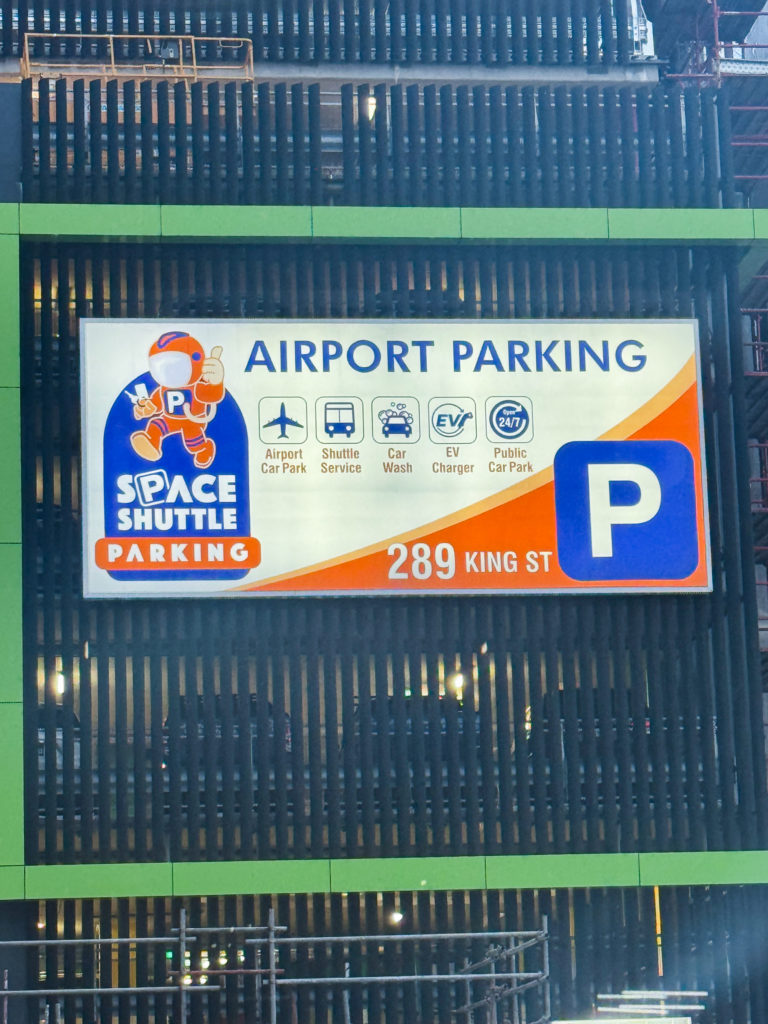 AIRPORT PARKING
P
SPACE
SHUTTLE
PARKING
Airport
Car Park
Shuttle
Service
Car
Wash
EV
EV
Charger
Open
24/7
Public
Car Park
289 KING ST
P